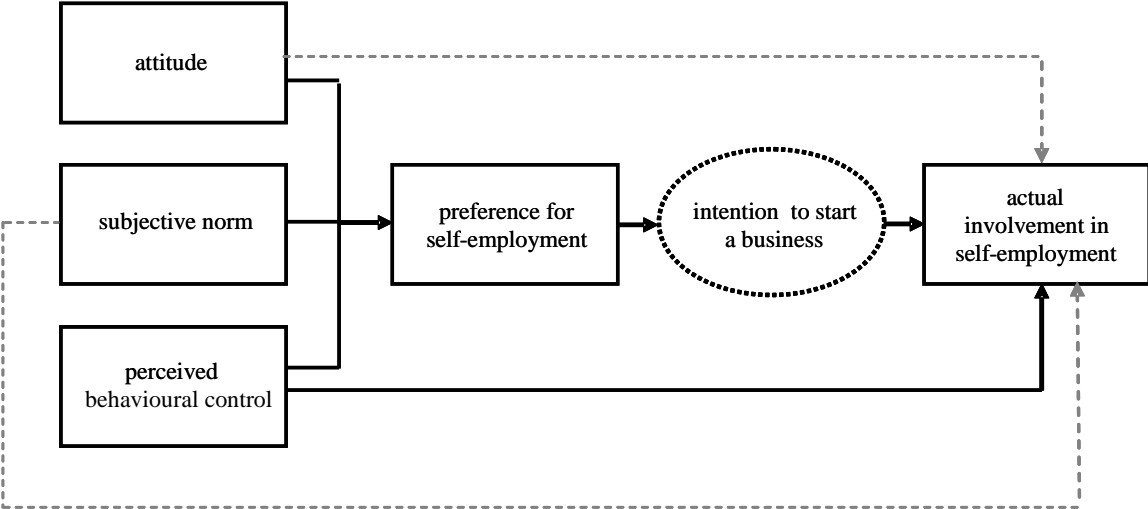 attitude
subjective norm
preference for
self-employment
intention to start
a business
actual
involvement in
self-employment
perceived
behavioural control